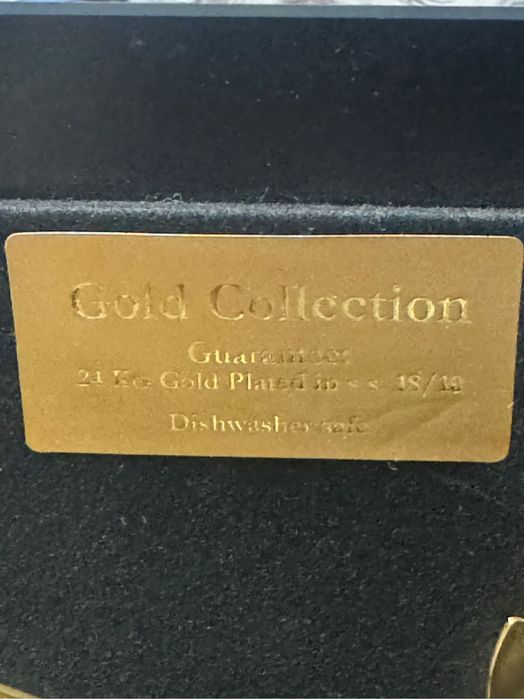 Gold Collection
Guarantee:
24 Kt Gold Plated in s.s. 18/10
Dishwasher safe